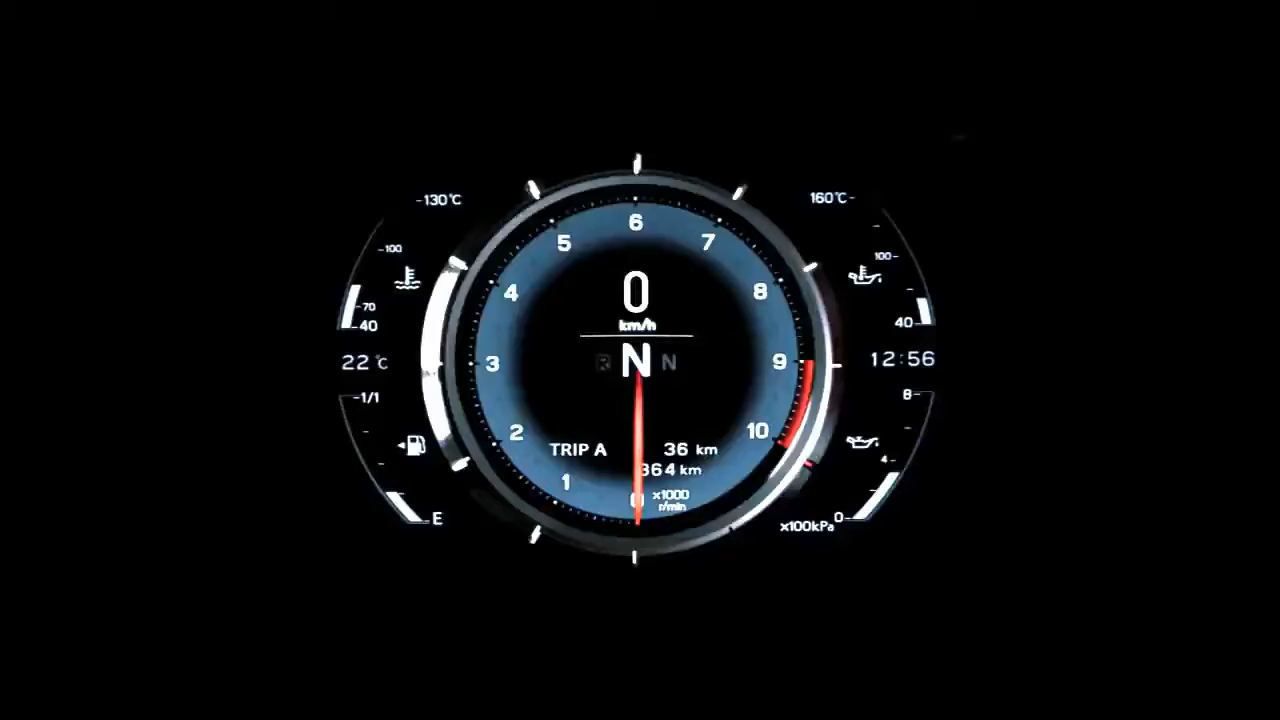 -130°C
-100
-70
-40
22°C
-1/1
E
6
5
7
4
8
3
9
2
10
1
0
km/h
R N N
TRIP A 36 km
364 km
0
x1000
r/min
160°C-
100-
40-
12:56
8-
4-
0-
x100kPa